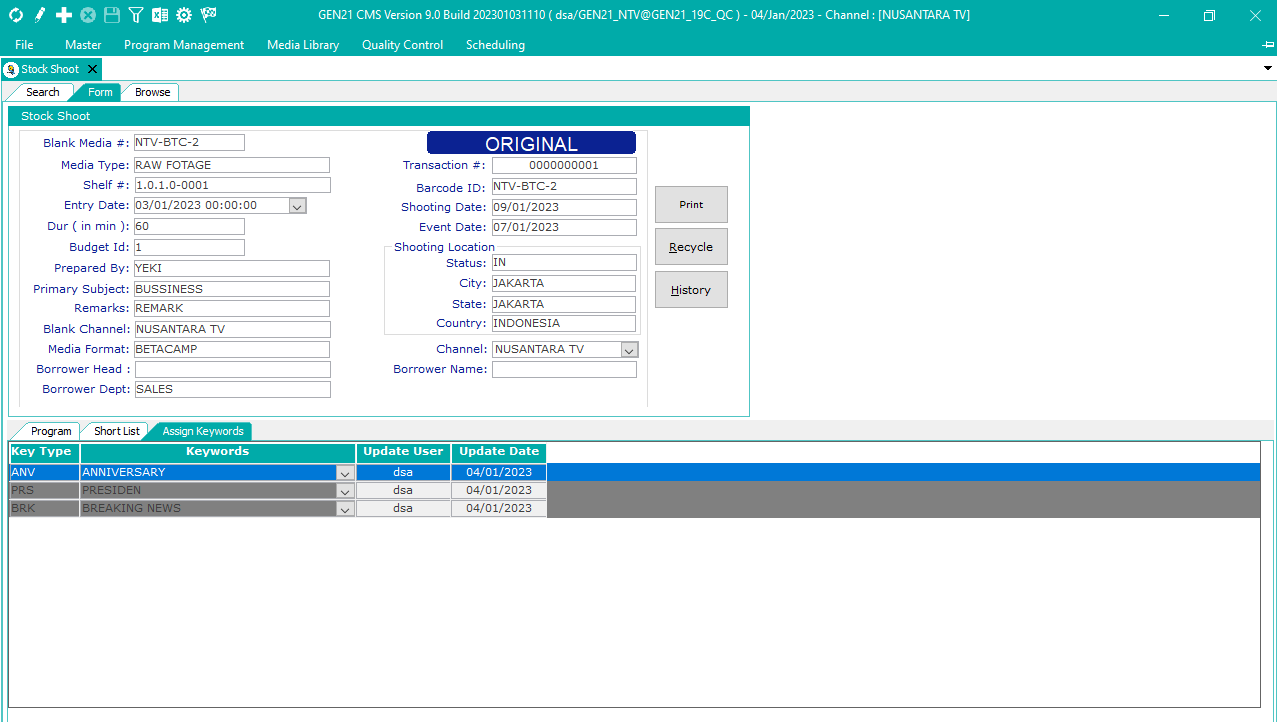 GEN21 CMS Version 9.0 Build 202301031110 ( dsa/GEN21_NTV@GEN21_19C_QC ) - 04/Jan/2023 - Channel : [NUSANTARA TV]
File Master Program Management Media Library Quality Control Scheduling
Stock Shoot
Search Form Browse
Stock Shoot
Blank Media #: NTV-BTC-2
Media Type: RAW FOTAGE
Shelf #: 1.0.1.0-0001
Entry Date: 03/01/2023 00:00:00
Dur ( in min ): 60
Budget Id: 1
Prepared By: YEKI
Primary Subject: BUSSINESS
Remarks: REMARK
Blank Channel: NUSANTARA TV
Media Format: BETACAMP
Borrower Head :
Borrower Dept: SALES
ORIGINAL
Transaction #: 0000000001
Barcode ID: NTV-BTC-2
Shooting Date: 09/01/2023
Event Date: 07/01/2023
Shooting Location
Status: IN
City: JAKARTA
State: JAKARTA
Country: INDONESIA
Channel: NUSANTARA TV
Borrower Name:
Print
Recycle
History
Program Short List Assign Keywords
Key Type Keywords Update User Update Date
ANV ANNIVERSARY dsa 04/01/2023
PRS PRESIDEN dsa 04/01/2023
BRK BREAKING NEWS dsa 04/01/2023